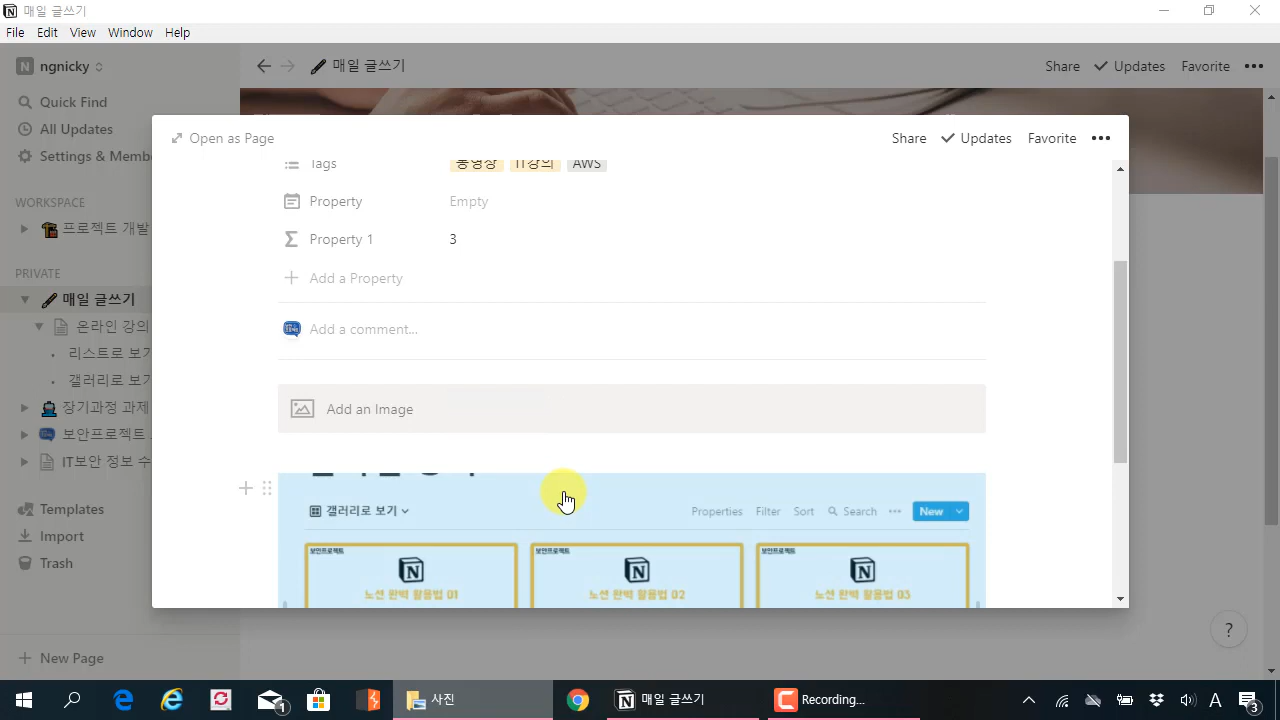 매일 글쓰기
File Edit View Window Help
ngnicky
매일 글쓰기
Share Updates Favorite
Quick Find
All Updates
Settings & Membe
WORKSPACE
프로젝트 개발
PRIVATE
매일 글쓰기
온라인 강의
리스트로 보기
갤러리로 보기
장기과정 과제
보안프로젝트
IT보안 정보 수
Templates
Import
Trash
New Page
Open as Page
Share Updates Favorite
Tags 동영상 IT강의 AWS
Property Empty
Property 1 3
Add a Property
Add a comment...
Add an Image
갤러리로 보기 Properties Filter Sort Search New
보안프로젝트 보안프로젝트 보안프로젝트
노션 완벽 활용법 01 노션 완벽 활용법 02 노션 완벽 활용법 03
?
사진 매일 글쓰기 Recording... A
1 3